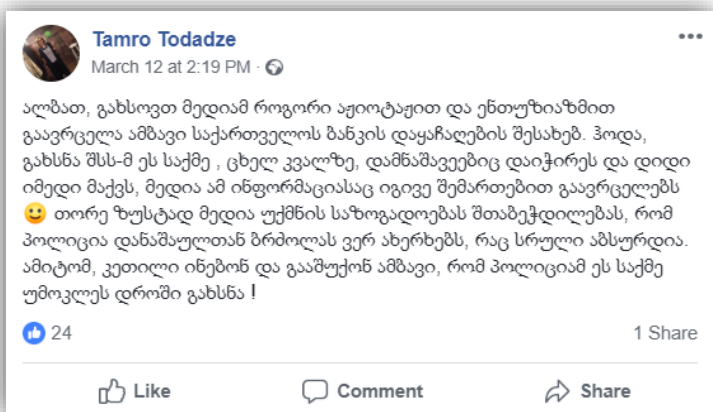 Tamro Todadze
March 12 at 2:19 PM ·
ალბათ, გახსოვთ მედიამ როგორი აჟიოტაჟით და ენთუზიაზმით
გაავრცელა ამბავი საქართველოს ბანკის დაყაჩაღების შესახებ. ჰოდა,
გახსნა შსს-მ ეს საქმე , ცხელ კვალზე, დამნაშავეებიც დაიჭირეს და დიდი
იმედი მაქვს, მედია ამ ინფორმაციასაც იგივე შემართებით გაავრცელებს
🙂 თორე ზუსტად მედია უქმნის საზოგადოებას შთაბეჭდილებას, რომ
პოლიცია დანაშაულთან ბრძოლას ვერ ახერხებს, რაც სრული აბსურდია.
ამიტომ, კეთილი ინებონ და გააშუქონ ამბავი, რომ პოლიციამ ეს საქმე
უმოკლეს დროში გახსნა !
24 1 Share
Like Comment Share